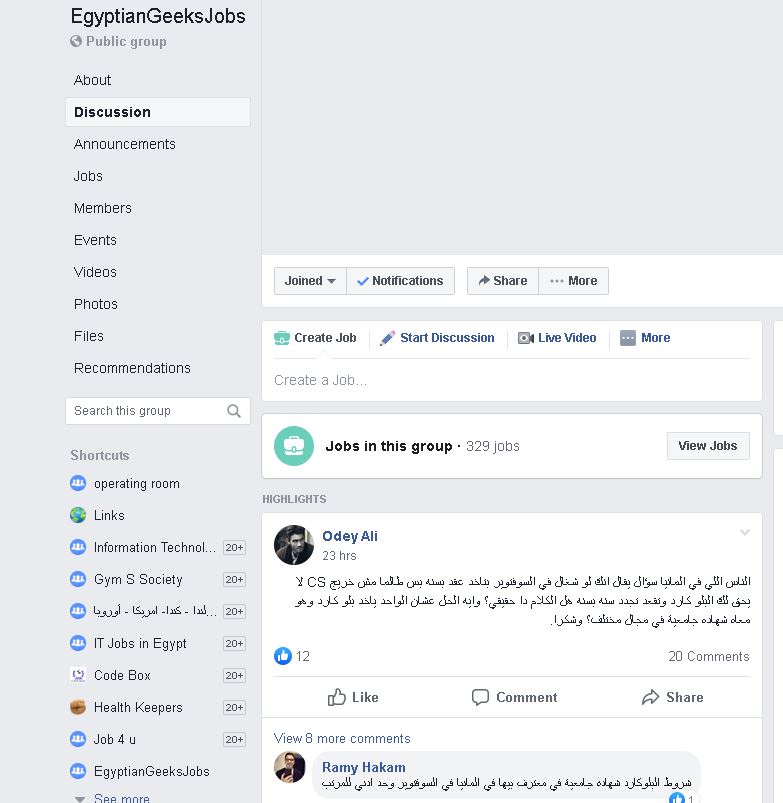 EgyptianGeeksJobs
Public group
About
Discussion
Announcements
Jobs
Members
Events
Videos
Photos
Files
Recommendations
Search this group
Shortcuts
operating room
Links
Information Technol... 20+
Gym S Society 20+
...لندا - كندا- امريكا - أوروبا 20+
IT Jobs in Egypt 20+
Code Box 20+
Health Keepers 20+
Job 4 u 20+
EgyptianGeeksJobs
See more
Joined Notifications Share More
Create Job Start Discussion Live Video More
Create a Job...
Jobs in this group · 329 jobs View Jobs
HIGHLIGHTS
Odey Ali
23 hrs
الناس اللي في المانيا سؤال يقال انك لو شغال في السوفتوير بتاخد عقد بسنه بس طالما مش خريج CS لا
يحق لك البلو كارد وتقعد تجدد سنه بسنه هل الكلام دا حقيقي؟ وايه الحل عشان الواحد ياخد بلو كارد وهو
معاه شهاده جامعية في مجال مختلف؟ وشكرا.
12 20 Comments
Like Comment Share
View 8 more comments
Ramy Hakam
شروط البلوكارد شهاده جامعية في معترف بيها في المانيا في السوفتوير وحد ادني للمرتب
1